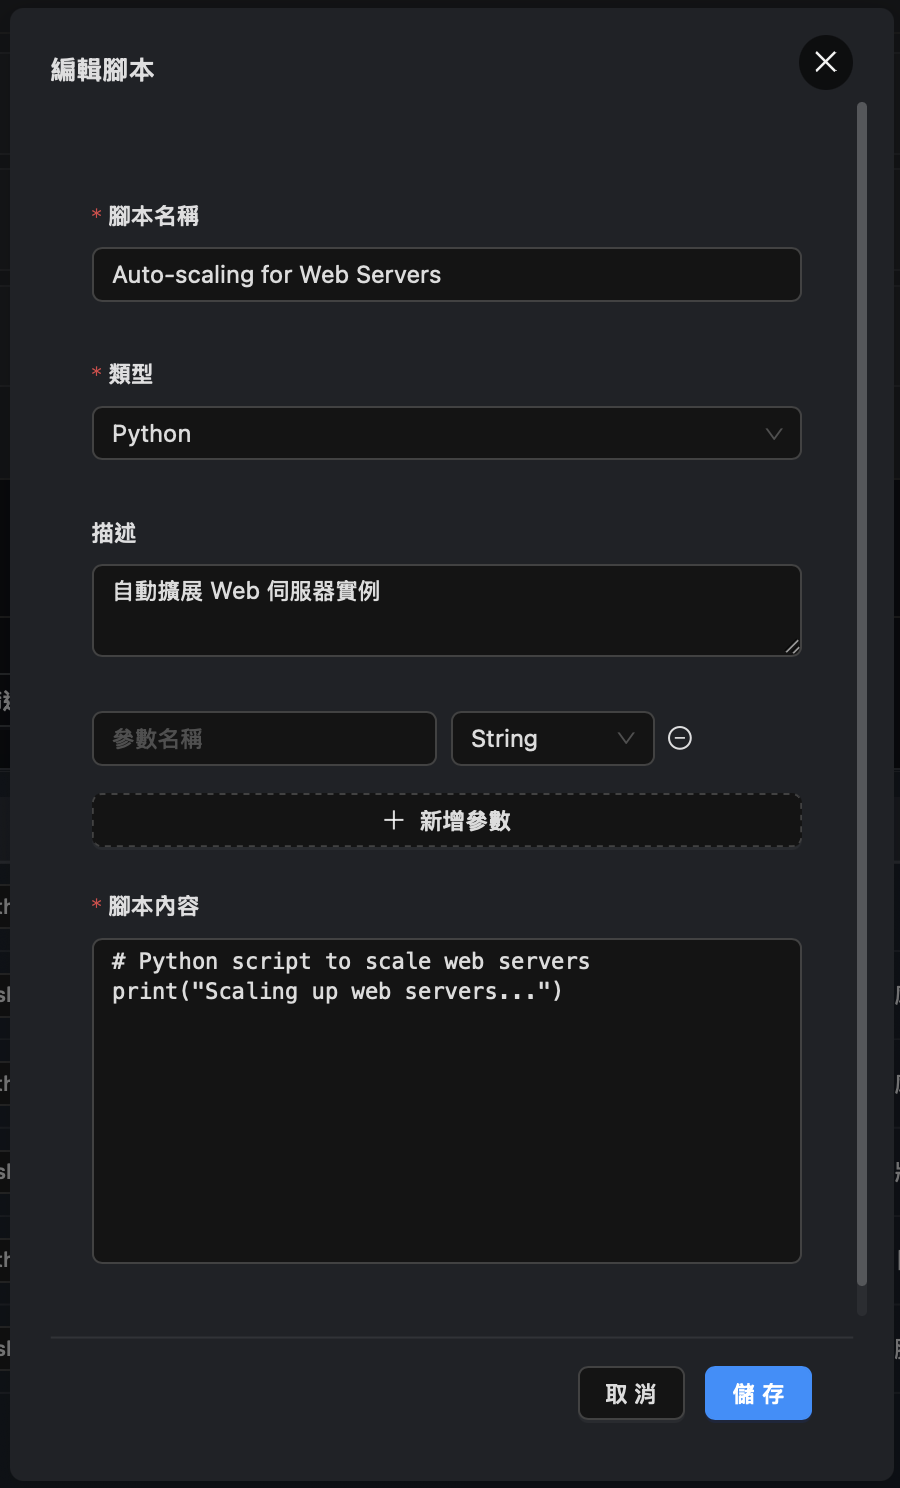 編輯腳本
* 腳本名稱
Auto-scaling for Web Servers
* 類型
Python
描述
自動擴展 Web 伺服器實例
參數名稱 String
新增參數
* 腳本內容
# Python script to scale web servers
print("Scaling up web servers...")
取消 儲存